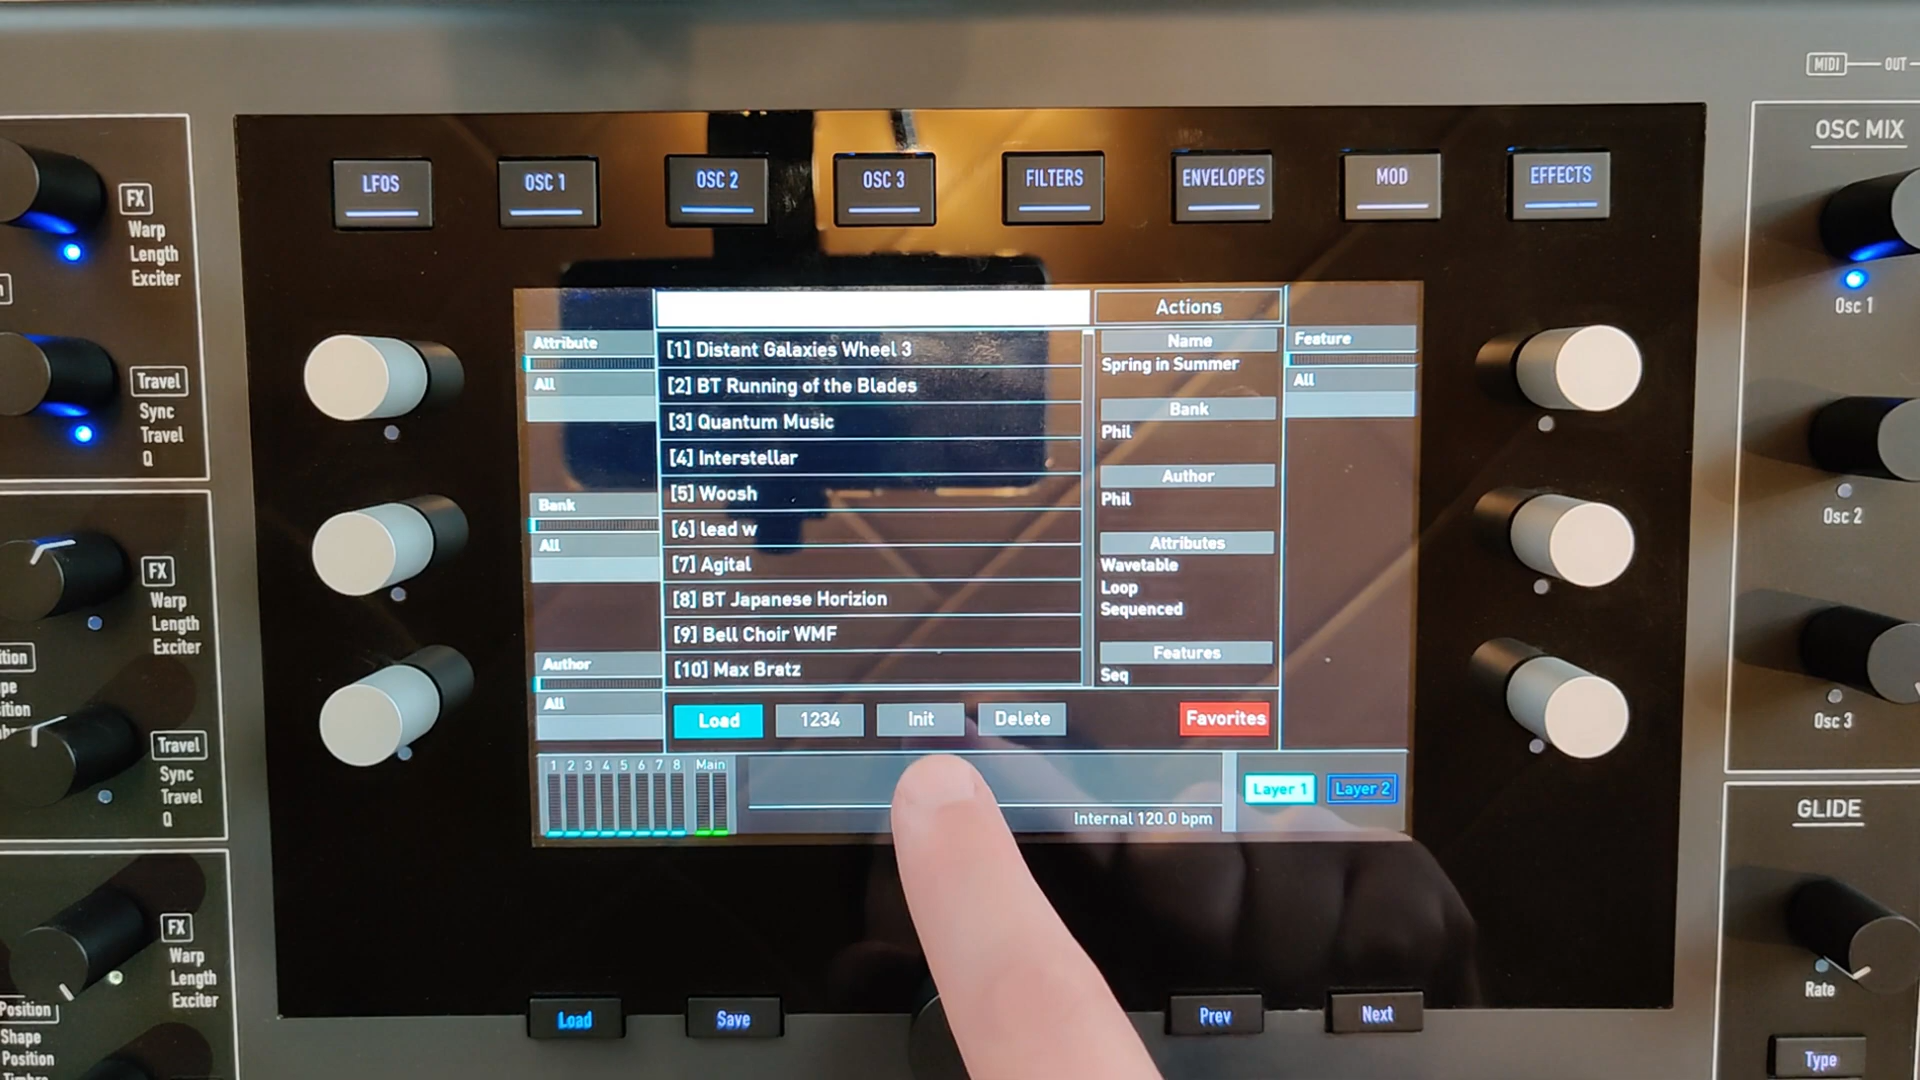 MIDI OUT
OSC MIX
LFOS
OSC 1
OSC 2
OSC 3
FILTERS
ENVELOPES
MOD
EFFECTS
FX
Warp
Length
Exciter
Travel
Sync
Travel
Q
FX
Warp
Length
Exciter
Travel
Sync
Travel
Q
FX
Warp
Length
Exciter
Position
Shape
Position
Attribute
All
Bank
All
Author
All
[1] Distant Galaxies Wheel 3
[2] BT Running of the Blades
[3] Quantum Music
[4] Interstellar
[5] Woosh
[6] lead w
[7] Agital
[8] BT Japanese Horizion
[9] Bell Choir WMF
[10] Max Bratz
Actions
Name
Spring in Summer
Bank
Phil
Author
Phil
Attributes
Wavetable
Loop
Sequenced
Features
Seq
Feature
All
Load
1234
Init
Delete
Favorites
1 2 3 4 5 6 7 8 Main
Internal 120.0 bpm
Layer 1
Layer 2
Load
Save
Prev
Next
Osc 1
Osc 2
Osc 3
GLIDE
Rate
Type